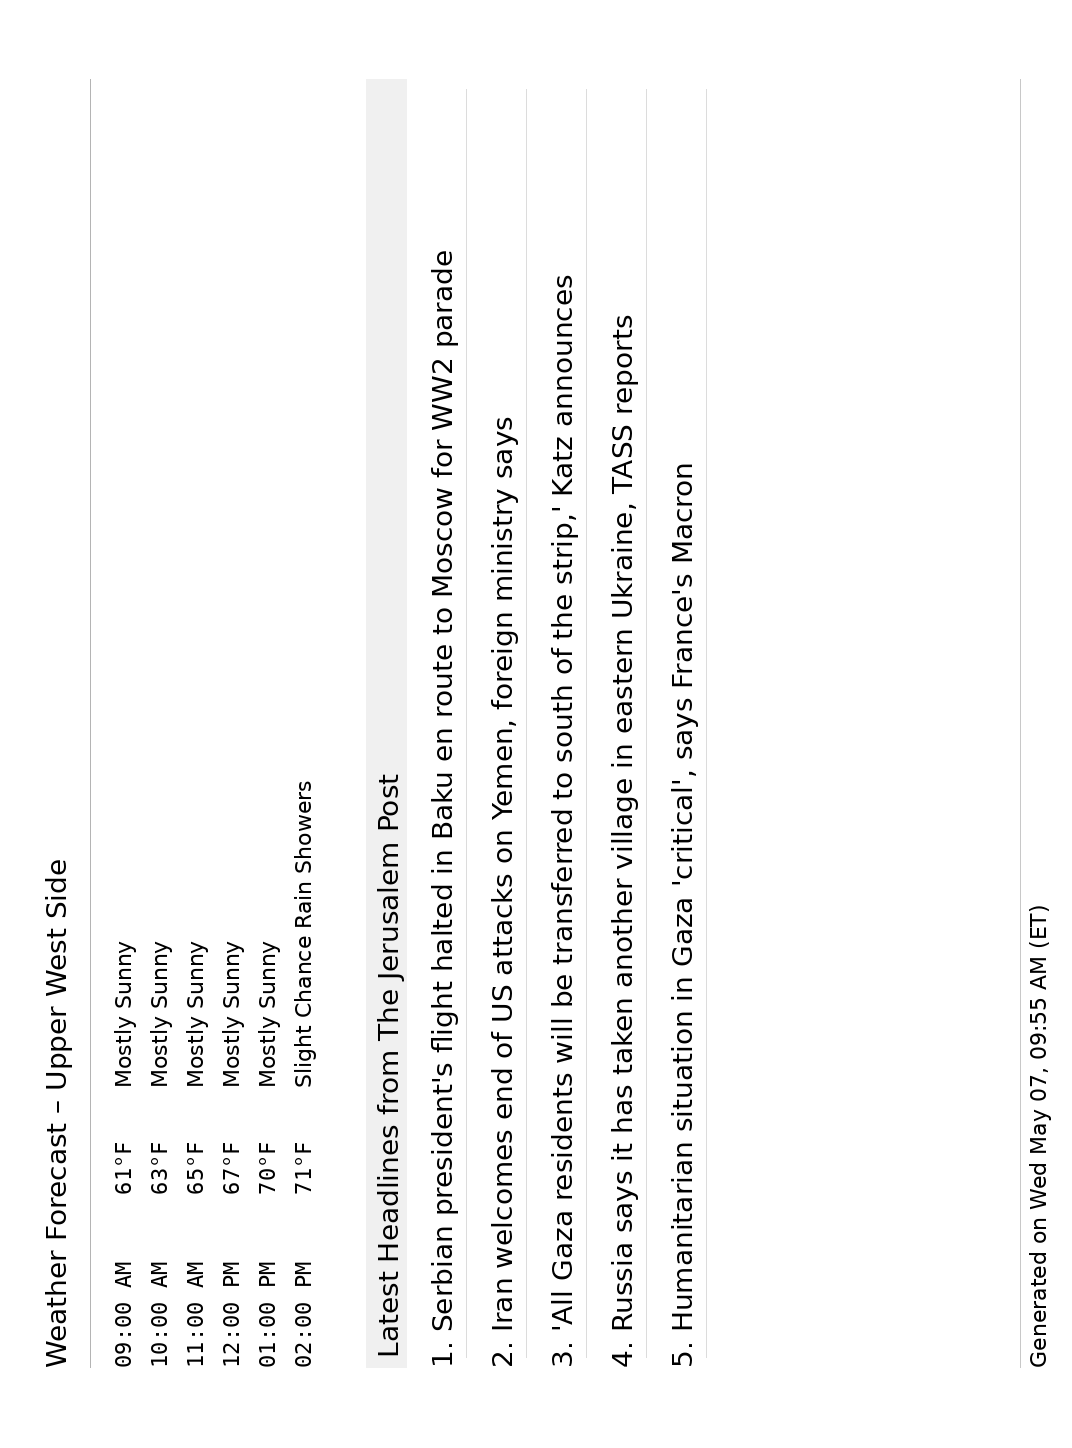 Weather Forecast – Upper West Side
09:00 AM 61°F Mostly Sunny
10:00 AM 63°F Mostly Sunny
11:00 AM 65°F Mostly Sunny
12:00 PM 67°F Mostly Sunny
01:00 PM 70°F Mostly Sunny
02:00 PM 71°F Slight Chance Rain Showers
Latest Headlines from The Jerusalem Post
1. Serbian president's flight halted in Baku en route to Moscow for WW2 parade
2. Iran welcomes end of US attacks on Yemen, foreign ministry says
3. 'All Gaza residents will be transferred to south of the strip,' Katz announces
4. Russia says it has taken another village in eastern Ukraine, TASS reports
5. Humanitarian situation in Gaza 'critical', says France's Macron
Generated on Wed May 07, 09:55 AM (ET)